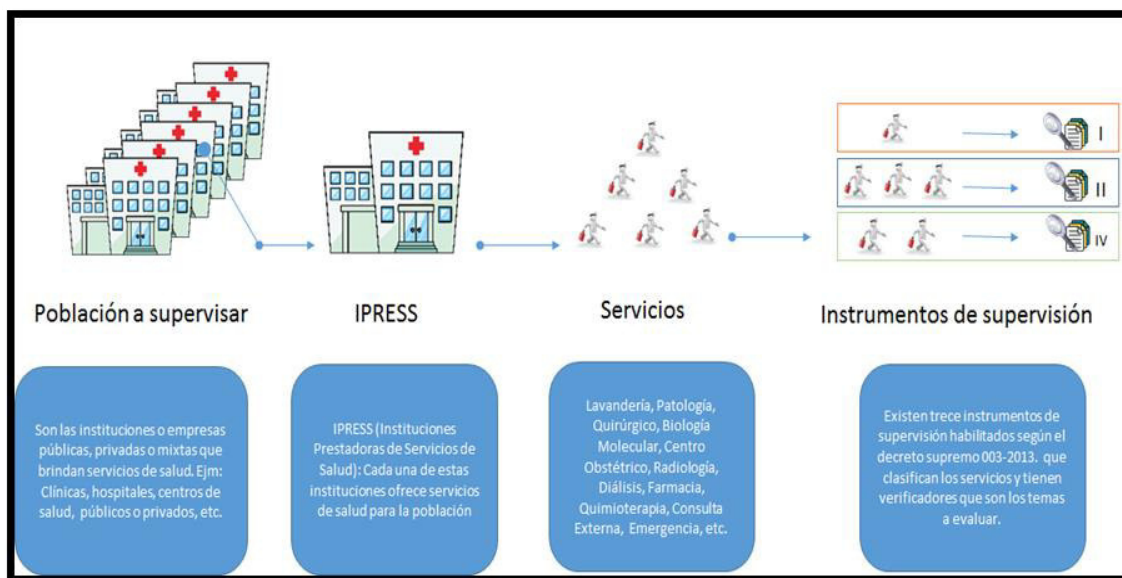 I
II
IV
Población a supervisar
IPRESS
Servicios
Instrumentos de supervisión
Son las instituciones o empresas
públicas, privadas o mixtas que
brindan servicios de salud. Ejm:
Clínicas, hospitales, centros de
salud, públicos o privados, etc.
IPRESS (Instituciones
Prestadoras de Servicios de
Salud): Cada una de estas
instituciones ofrece servicios
de salud para la población
Lavandería, Patología,
Quirúrgico, Biología
Molecular, Centro
Obstétrico, Radiología,
Diálisis, Farmacia,
Quimioterapia, Consulta
Externa, Emergencia, etc.
Existen trece instrumentos de
supervisión habilitados según el
decreto supremo 003-2013. que
clasifican los servicios y tienen
verificadores que son los temas
a evaluar.